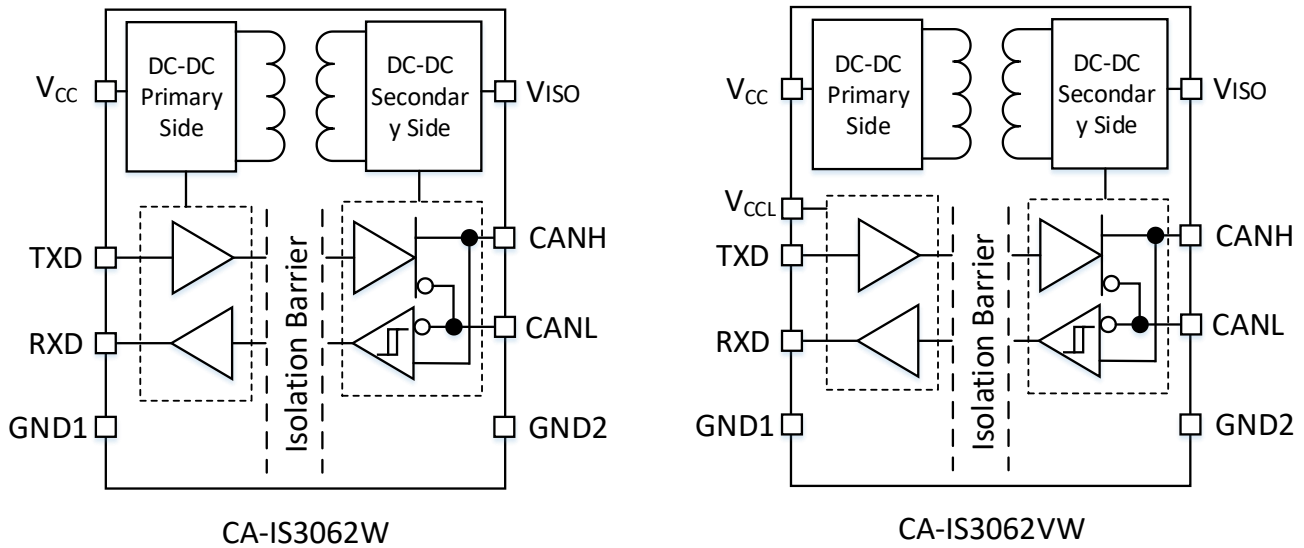 DC-DC
Primary
Side
DC-DC
Secondar
y Side
VCC
VISO
TXD
RXD
GND1
CANH
CANL
GND2
Isolation Barrier
CA-IS3062W
DC-DC
Primary
Side
DC-DC
Secondar
y Side
VCC
VISO
VCCL
TXD
RXD
GND1
CANH
CANL
GND2
Isolation Barrier
CA-IS3062VW